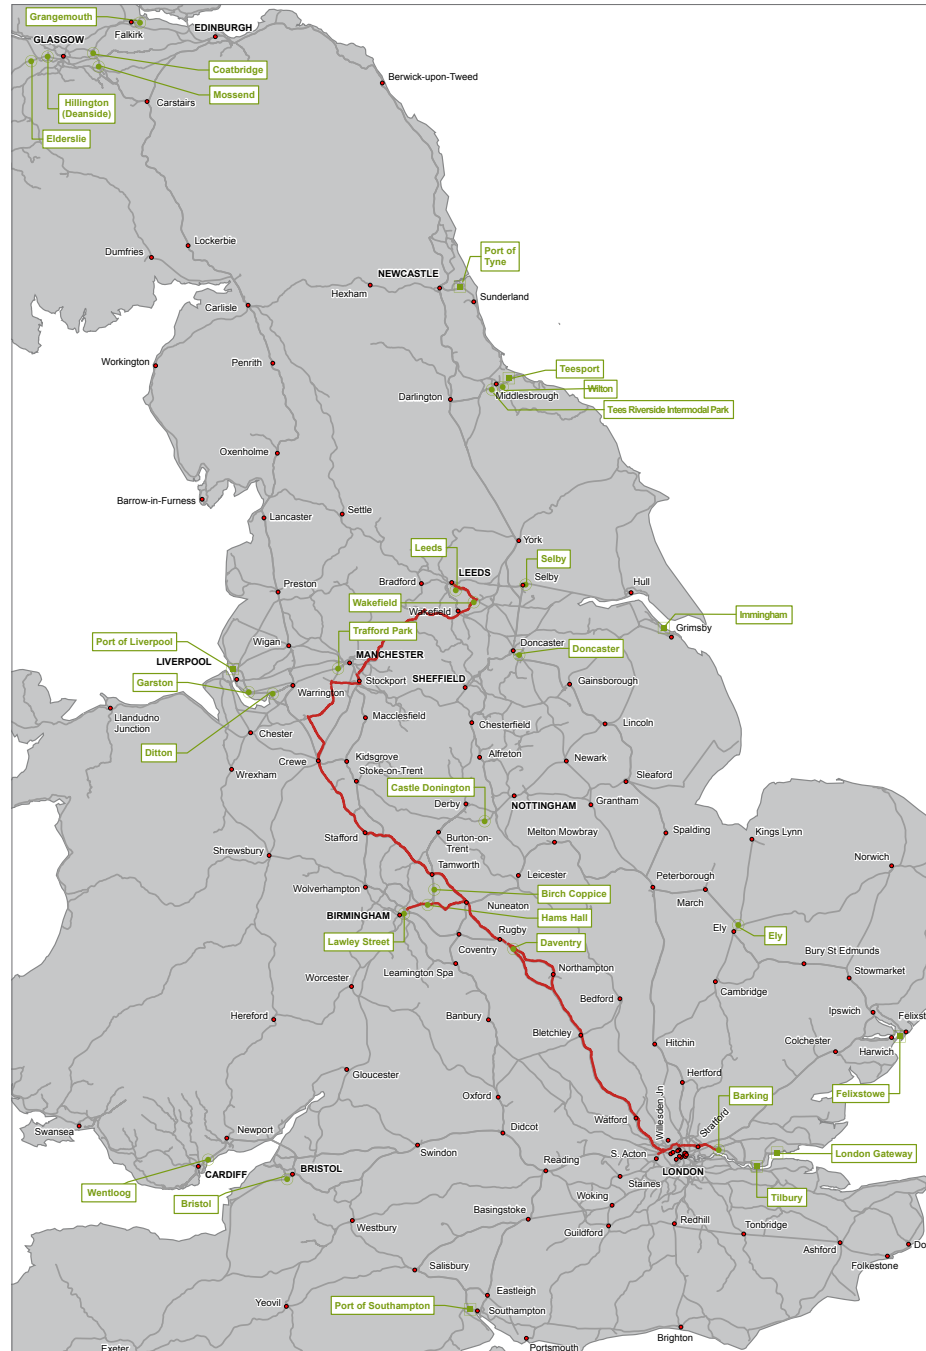 Grangemouth
Falkirk
EDINBURGH
GLASGOW
Coatbridge
Mossend
Berwick-upon-Tweed
Hillington
(Deanside)
Carstairs
Elderslie
Lockerbie
Dumfries
Port of
Tyne
NEWCASTLE
Hexham
Sunderland
Carlisle
Workington
Penrith
Teesport
Wilton
Darlington
Middlesbrough
Tees Riverside Intermodal Park
Oxenholme
Barrow-in-Furness
Lancaster
Settle
York
Leeds
LEEDS
Selby
Bradford
Selby
Preston
Hull
Wakefield
Wakefield
Immingham
Grimsby
Trafford Park
Port of Liverpool
Wigan
Doncaster
Doncaster
LIVERPOOL
MANCHESTER
Garston
Warrington
Stockport
SHEFFIELD
Gainsborough
Llandudno
Junction
Macclesfield
Chesterfield
Lincoln
Chester
Ditton
Crewe
Kidsgrove
Alfreton
Newark
Wrexham
Stoke-on-Trent
Sleaford
Castle Donington
Derby
NOTTINGHAM
Grantham
Stafford
Burton-on-
Trent
Melton Mowbray
Spalding
Kings Lynn
Shrewsbury
Norwich
Tamworth
Leicester
Peterborough
Wolverhampton
Birch Coppice
March
Nuneaton
BIRMINGHAM
Hams Hall
Rugby
Ely
Ely
Lawley Street
Daventry
Coventry
Bury St Edmunds
Leamington Spa
Northampton
Stowmarket
Worcester
Cambridge
Bedford
Ipswich
Hereford
Banbury
Felixst
Bletchley
Colchester
Harwich
Hitchin
Gloucester
Hertford
Oxford
Barking
Felixstowe
Willesden Jn
Stratford
Watford
Swansea
Newport
Didcot
Swindon
S. Acton
London Gateway
CARDIFF
BRISTOL
Reading
LONDON
Wentloog
Staines
Bristol
Tilbury
Woking
Basingstoke
Westbury
Guildford
Redhill
Tonbridge
Ashford
Do
Folkestone
Salisbury
Eastleigh
Yeovil
Port of Southampton
Southampton
Brighton
Exeter
Portsmouth